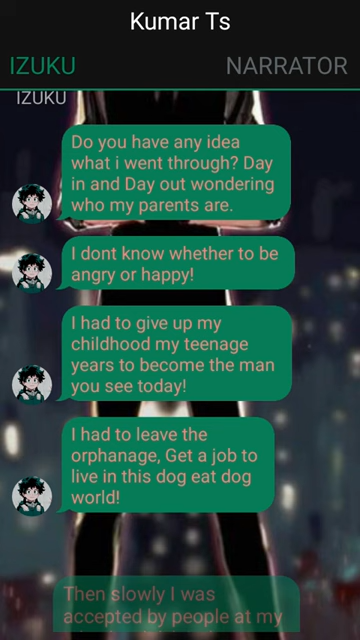 Kumar Ts
IZUKU
NARRATOR
IZUKU
Do you have any idea
what i went through? Day
in and Day out wondering
who my parents are.
I dont know whether to be
angry or happy!
I had to give up my
childhood my teenage
years to become the man
you see today!
I had to leave the
orphanage, Get a job to
live in this dog eat dog
world!
Then slowly I was
accepted by people at my